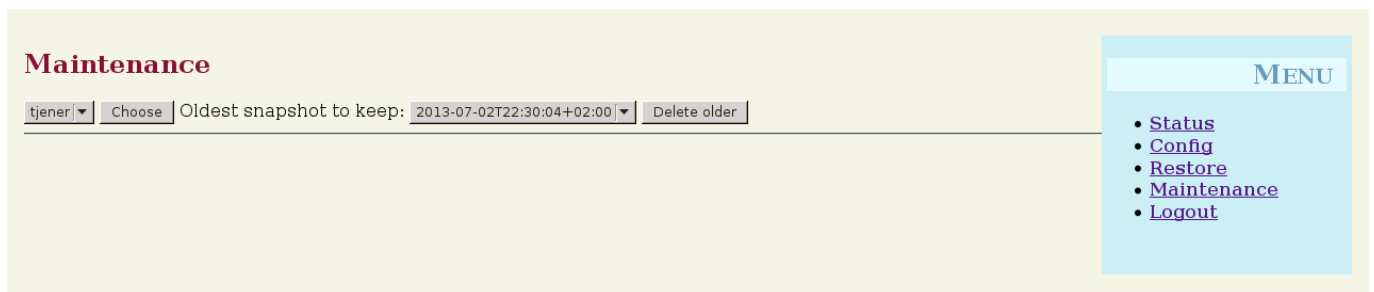 Maintenance
tjener Choose Oldest snapshot to keep: 2013-07-02T22:30:04+02:00 Delete older
MENU
Status
Config
Restore
Maintenance
Logout